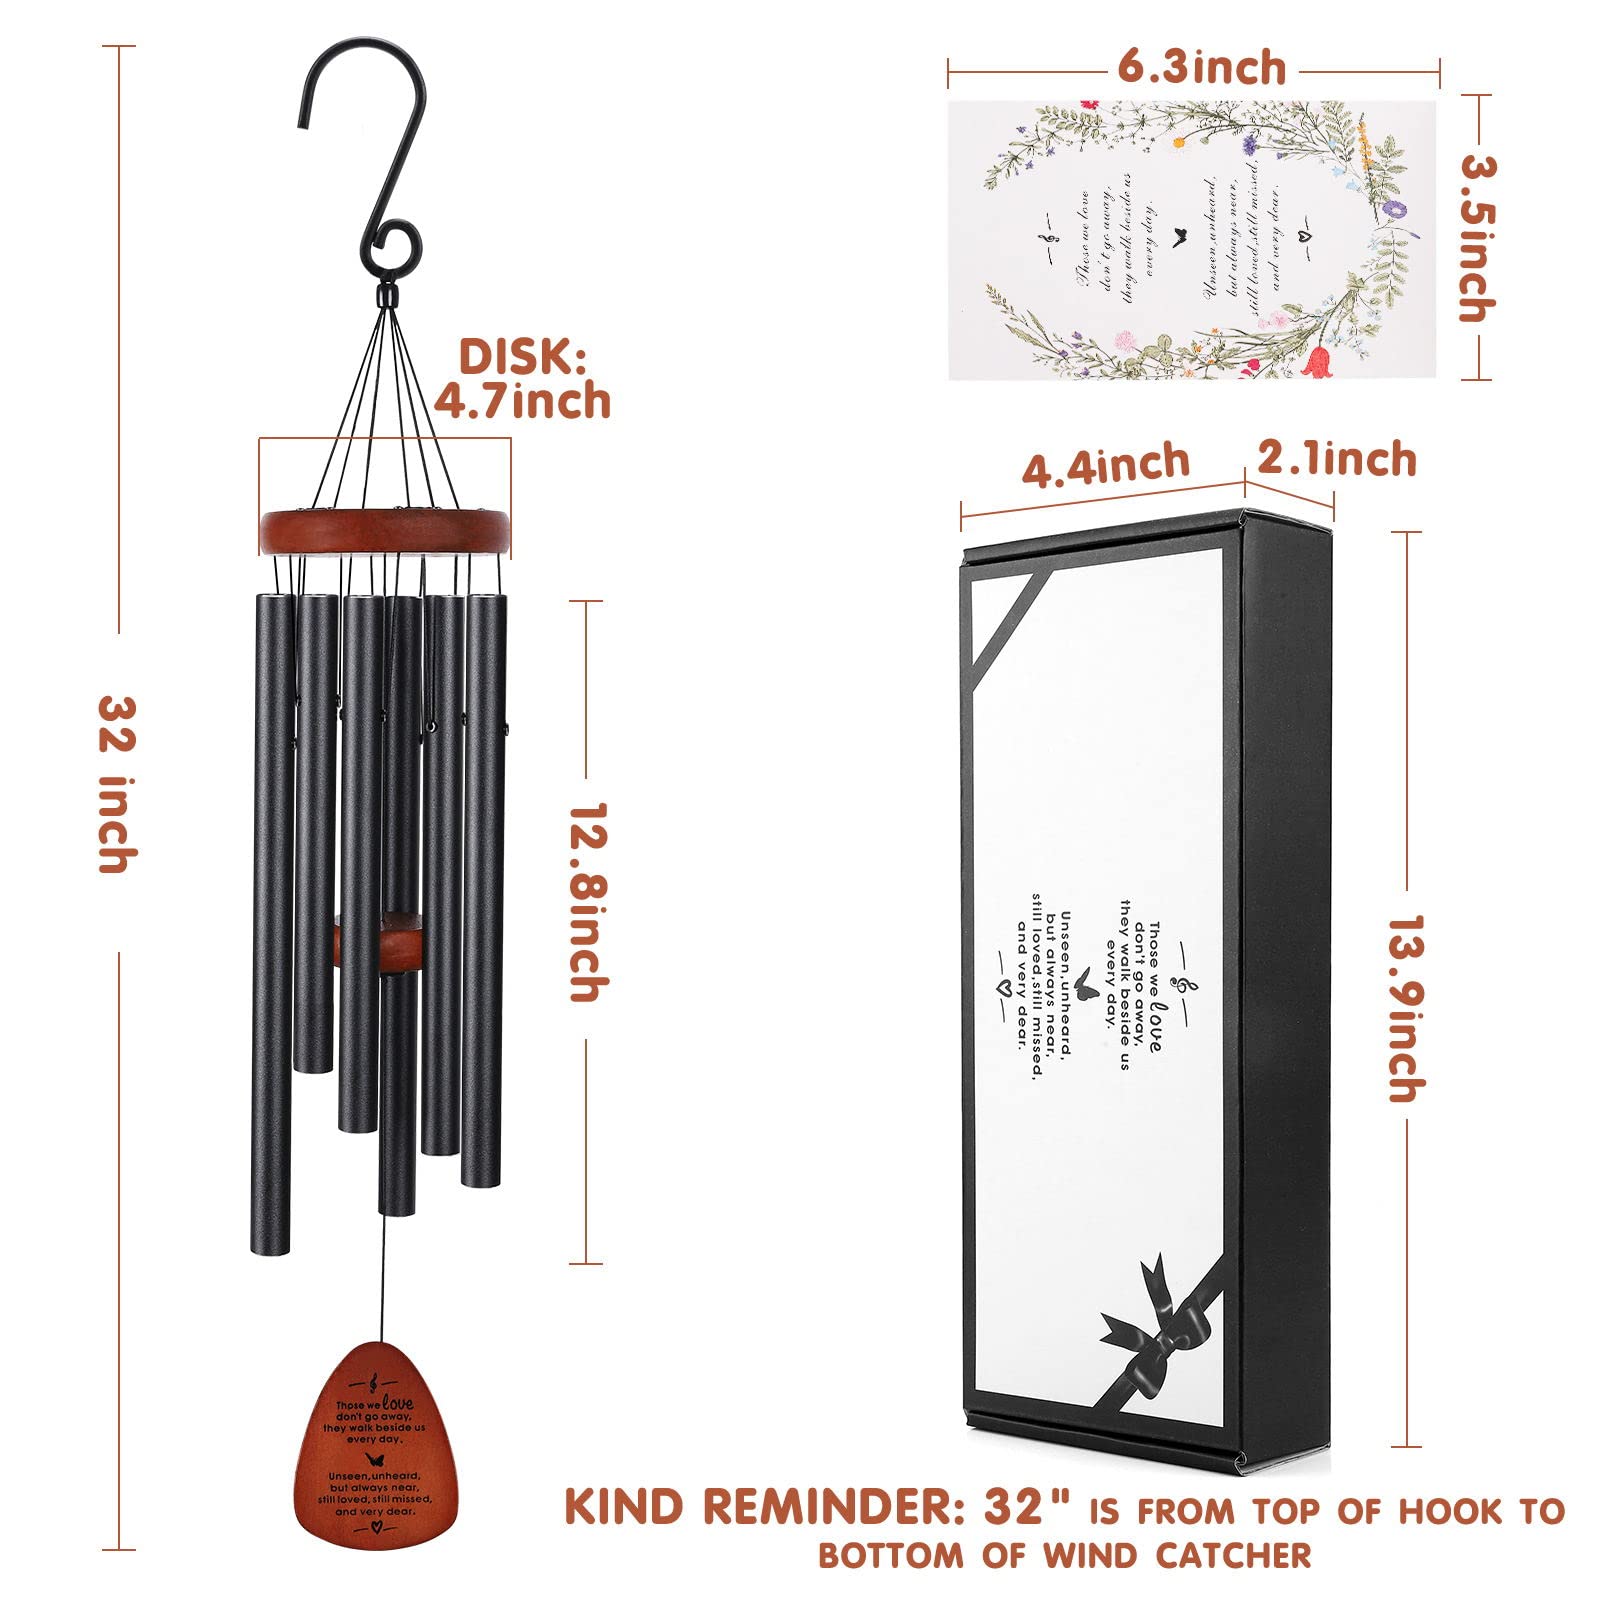 32 inch
DISK:
4.7inch
12.8inch
Those we love
don't go away,
they walk beside us
every day.
Unseen,unheard,
but always near,
still loved,still missed,
and very dear.
6.3inch
3.5inch
Those we love
don't go away,
they walk beside us
every day.
Unseen,unheard,
but always near,
still loved,still missed,
and very dear.
4.4inch
2.1inch
13.9inch
Those we love
don't go away,
they walk beside us
every day.
Unseen,unheard,
but always near,
still loved,still missed,
and very dear.
KIND REMINDER: 32" IS FROM TOP OF HOOK TO
BOTTOM OF WIND CATCHER